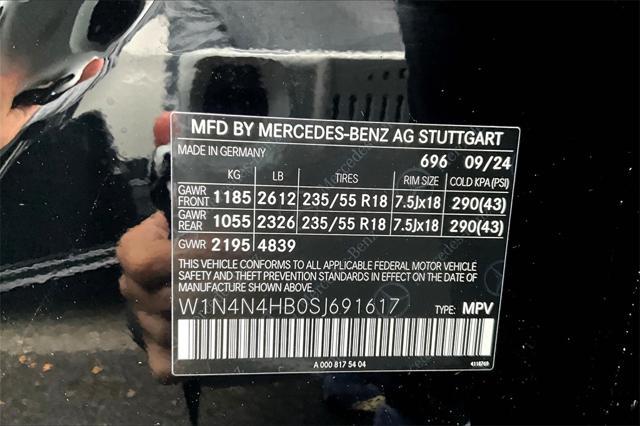 MFD BY MERCEDES-BENZ AG STUTTGART
MADE IN GERMANY 696 09/24
KG LB TIRES RIM SIZE COLD KPA (PSI)
GAWR FRONT 1185 2612 235/55 R18 7.5Jx18 290(43)
GAWR REAR 1055 2326 235/55 R18 7.5Jx18 290(43)
GVWR 2195 4839
THIS VEHICLE CONFORMS TO ALL APPLICABLE FEDERAL MOTOR VEHICLE
SAFETY AND THEFT PREVENTION STANDARDS IN EFFECT ON THE DATE OF
MANUFACTURE SHOWN ABOVE.
W1N4N4HB0SJ691617 TYPE: MPV
A 000 817 54 04